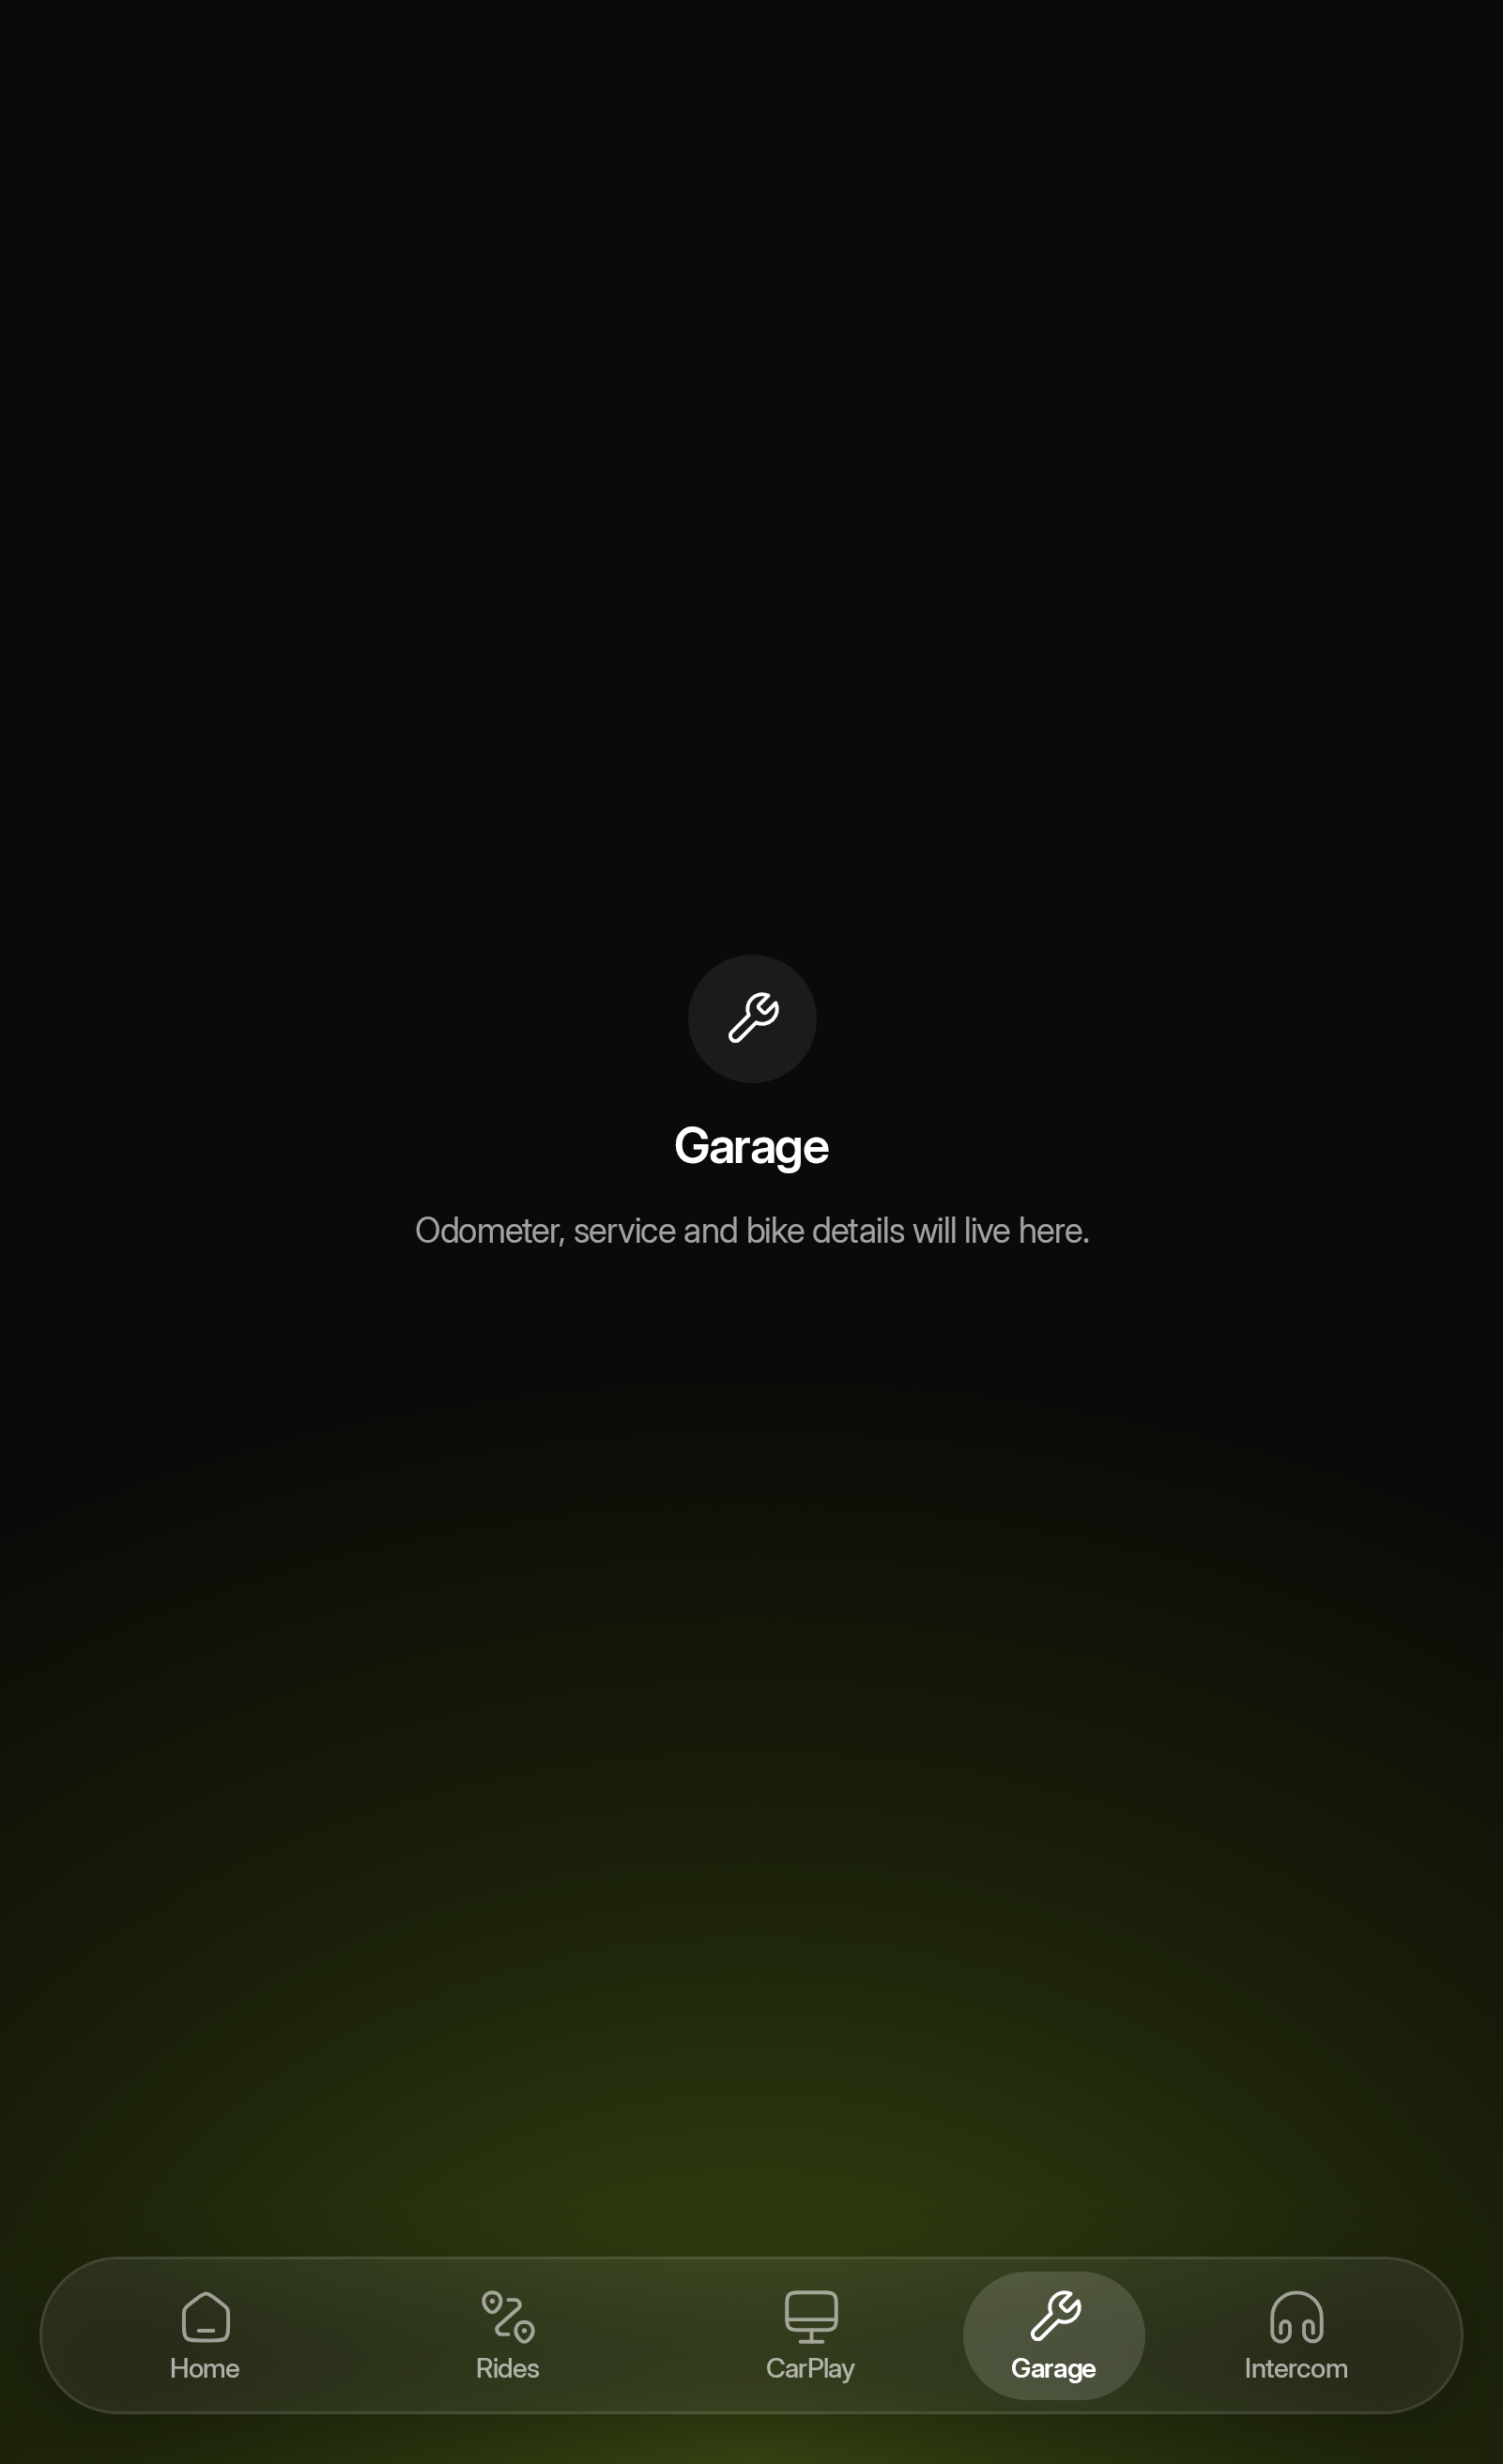 Garage
Odometer, service and bike details will live here.
Home
Rides
CarPlay
Garage
Intercom